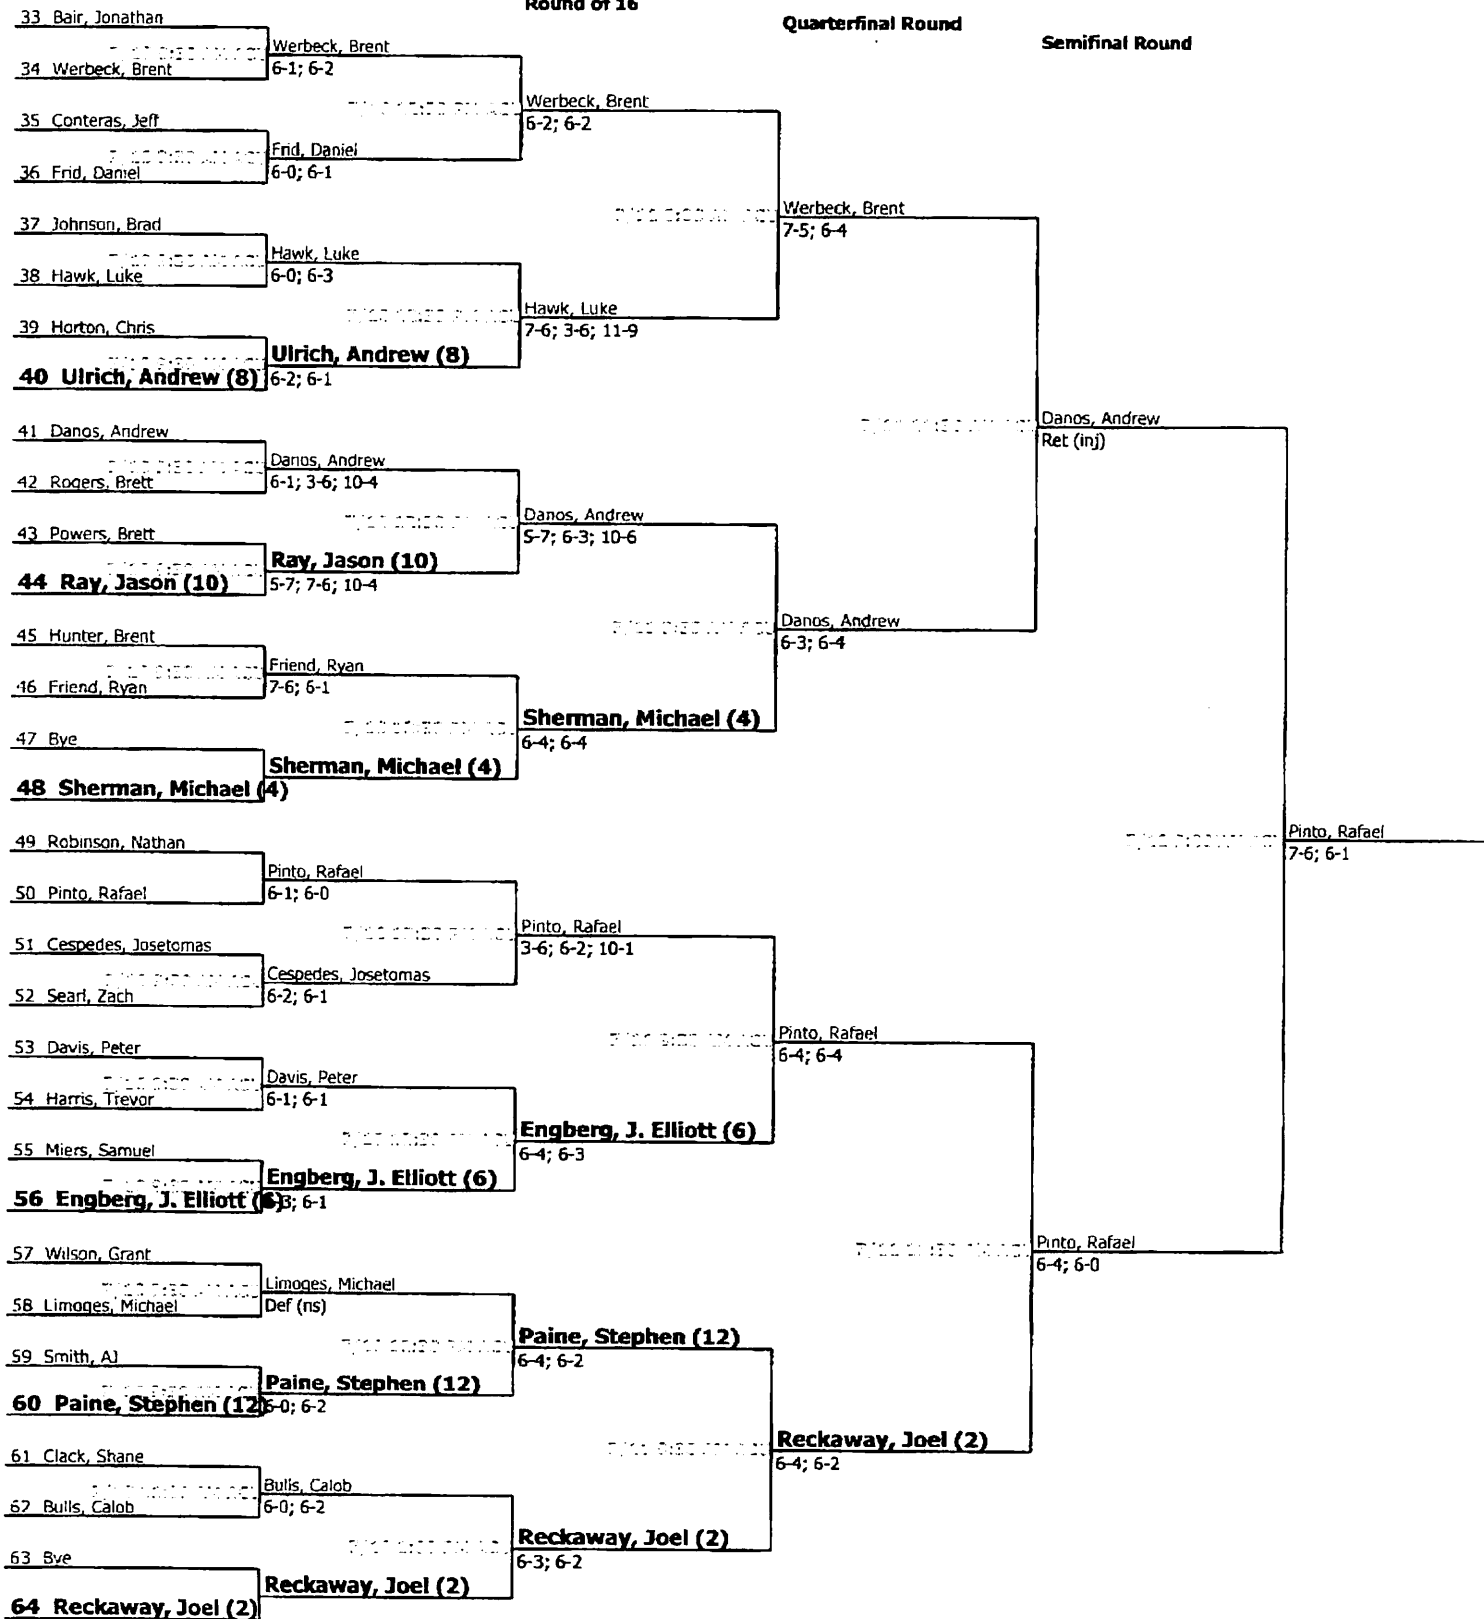 Round of 16
Quarterfinal Round
Semifinal Round
33 Bair, Jonathan
Werbeck, Brent
34 Werbeck, Brent
6-1; 6-2
Werbeck, Brent
6-2; 6-2
35 Conteras, Jeff
Frid, Daniel
36 Frid, Daniel
6-0; 6-1
Werbeck, Brent
7-5; 6-4
37 Johnson, Brad
Hawk, Luke
38 Hawk, Luke
6-0; 6-3
Hawk, Luke
7-6; 3-6; 11-9
39 Horton, Chris
Ulrich, Andrew (8)
40 Ulrich, Andrew (8)
6-2; 6-1
Danos, Andrew
Ret (inj)
41 Danos, Andrew
Danos, Andrew
42 Rogers, Brett
6-1; 3-6; 10-4
Danos, Andrew
5-7; 6-3; 10-6
43 Powers, Brett
Ray, Jason (10)
44 Ray, Jason (10)
5-7; 7-6; 10-4
Danos, Andrew
6-3; 6-4
45 Hunter, Brent
Friend, Ryan
46 Friend, Ryan
7-6; 6-1
Sherman, Michael (4)
6-4; 6-4
47 Bye
Sherman, Michael (4)
48 Sherman, Michael (4)
Pinto, Rafael
7-6; 6-1
49 Robinson, Nathan
Pinto, Rafael
50 Pinto, Rafael
6-1; 6-0
Pinto, Rafael
3-6; 6-2; 10-1
51 Cespedes, Josetomas
Cespedes, Josetomas
52 Searl, Zach
6-2; 6-1
Pinto, Rafael
6-4; 6-4
53 Davis, Peter
Davis, Peter
54 Harris, Trevor
6-1; 6-1
Engberg, J. Elliott (6)
6-4; 6-3
55 Miers, Samuel
Engberg, J. Elliott (6)
56 Engberg, J. Elliott (6)
6-1
Pinto, Rafael
6-4; 6-0
57 Wilson, Grant
Limoges, Michael
58 Limoges, Michael
Def (ns)
Paine, Stephen (12)
6-4; 6-2
59 Smith, AJ
Paine, Stephen (12)
60 Paine, Stephen (12)
6-0; 6-2
Reckaway, Joel (2)
6-4; 6-2
61 Clack, Shane
Bulls, Calob
62 Bulls, Calob
6-0; 6-2
Reckaway, Joel (2)
6-3; 6-2
63 Bye
Reckaway, Joel (2)
64 Reckaway, Joel (2)